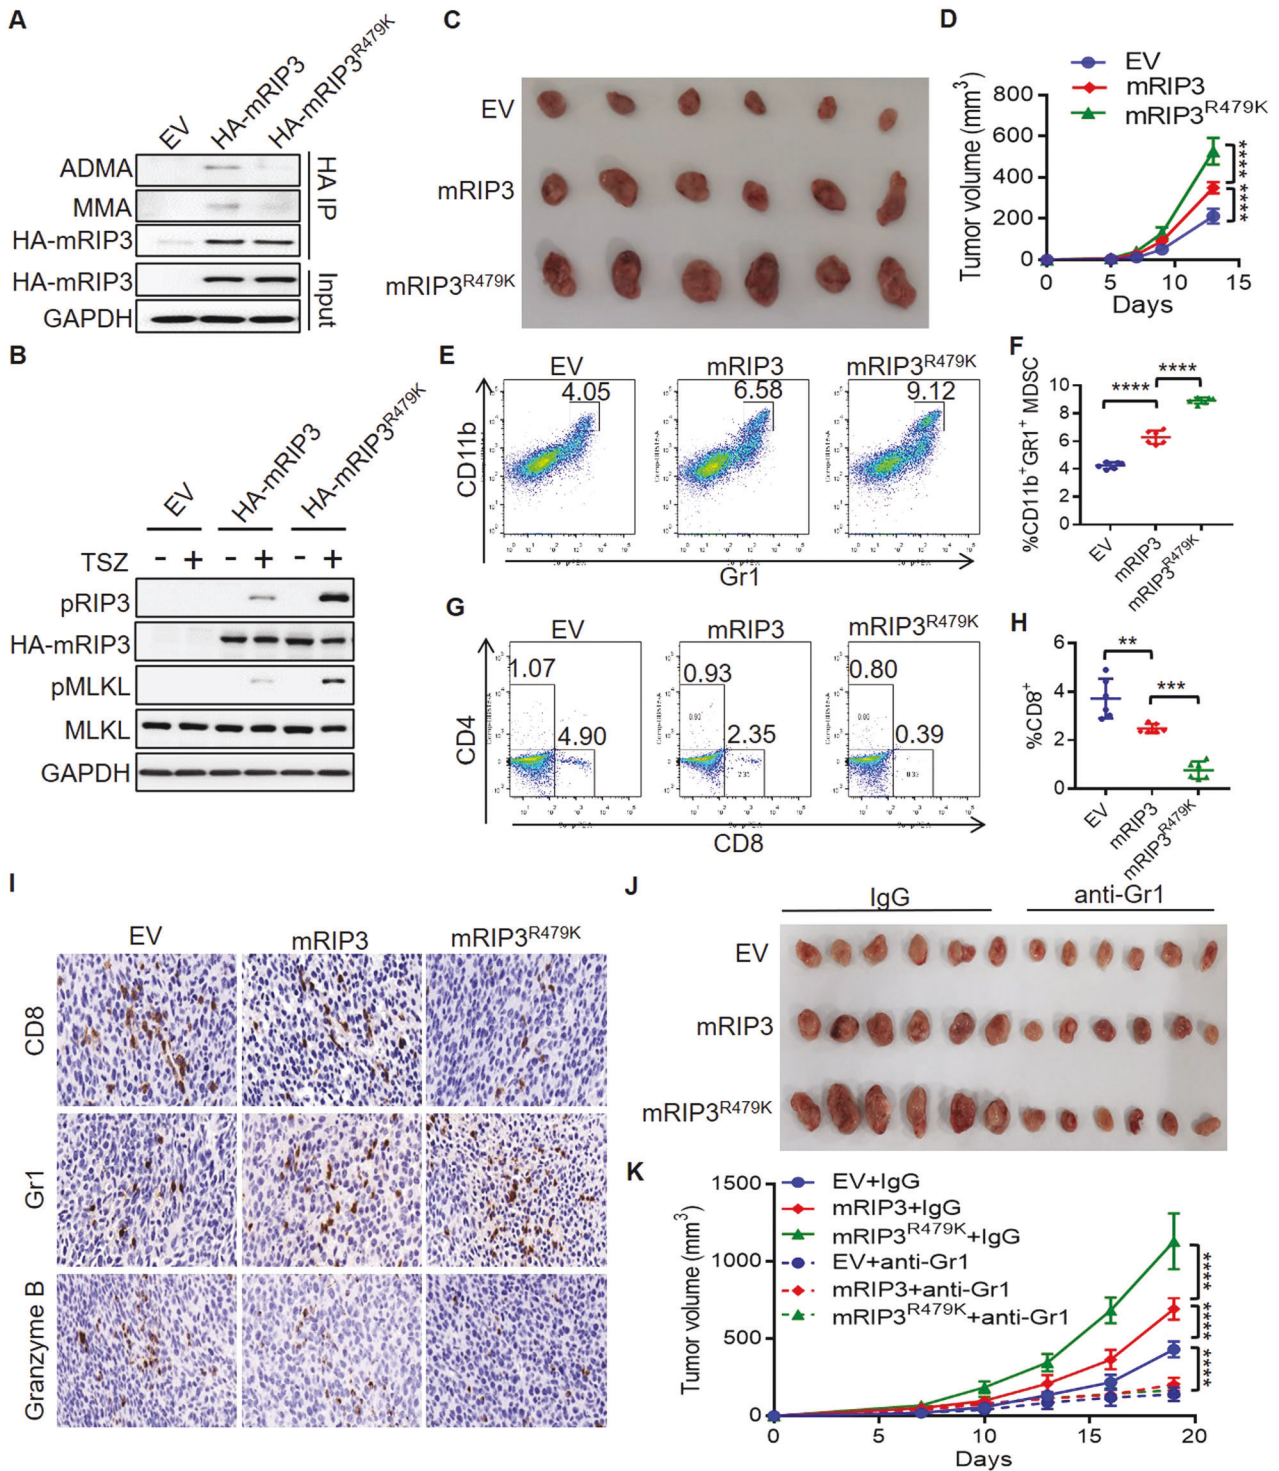 A
EV
HA-mRIP3
HA-mRIP3R479K
ADMA
MMA
HA-mRIP3
HA IP
HA-mRIP3
GAPDH
Input
B
EV
HA-mRIP3
HA-mRIP3R479K
TSZ - + - + - +
pRIP3
HA-mRIP3
pMLKL
MLKL
GAPDH
C
EV
mRIP3
mRIP3R479K
D
EV
mRIP3
mRIP3R479K
Tumor volume (mm3)
800
600
400
200
0
0 5 10 15
Days
****
****
E
EV mRIP3 mRIP3R479K
4.05 6.58 9.12
CD11b
Gr1
F
%CD11b+GR1+ MDSC
10
8
6
4
2
0
**** ****
EV
mRIP3
mRIP3R479K
G
EV mRIP3 mRIP3R479K
1.07 0.93 0.80
4.90 2.35 0.39
CD4
CD8
H
%CD8+
6
4
2
0
** ***
EV
mRIP3
mRIP3R479K
I
EV mRIP3 mRIP3R479K
CD8
Gr1
Granzyme B
J
IgG anti-Gr1
EV
mRIP3
mRIP3R479K
K
EV+IgG
mRIP3+IgG
mRIP3R479K+IgG
EV+anti-Gr1
mRIP3+anti-Gr1
mRIP3R479K+anti-Gr1
Tumor volume (mm3)
1500
1000
500
0
0 5 10 15 20
Days
****
****
****